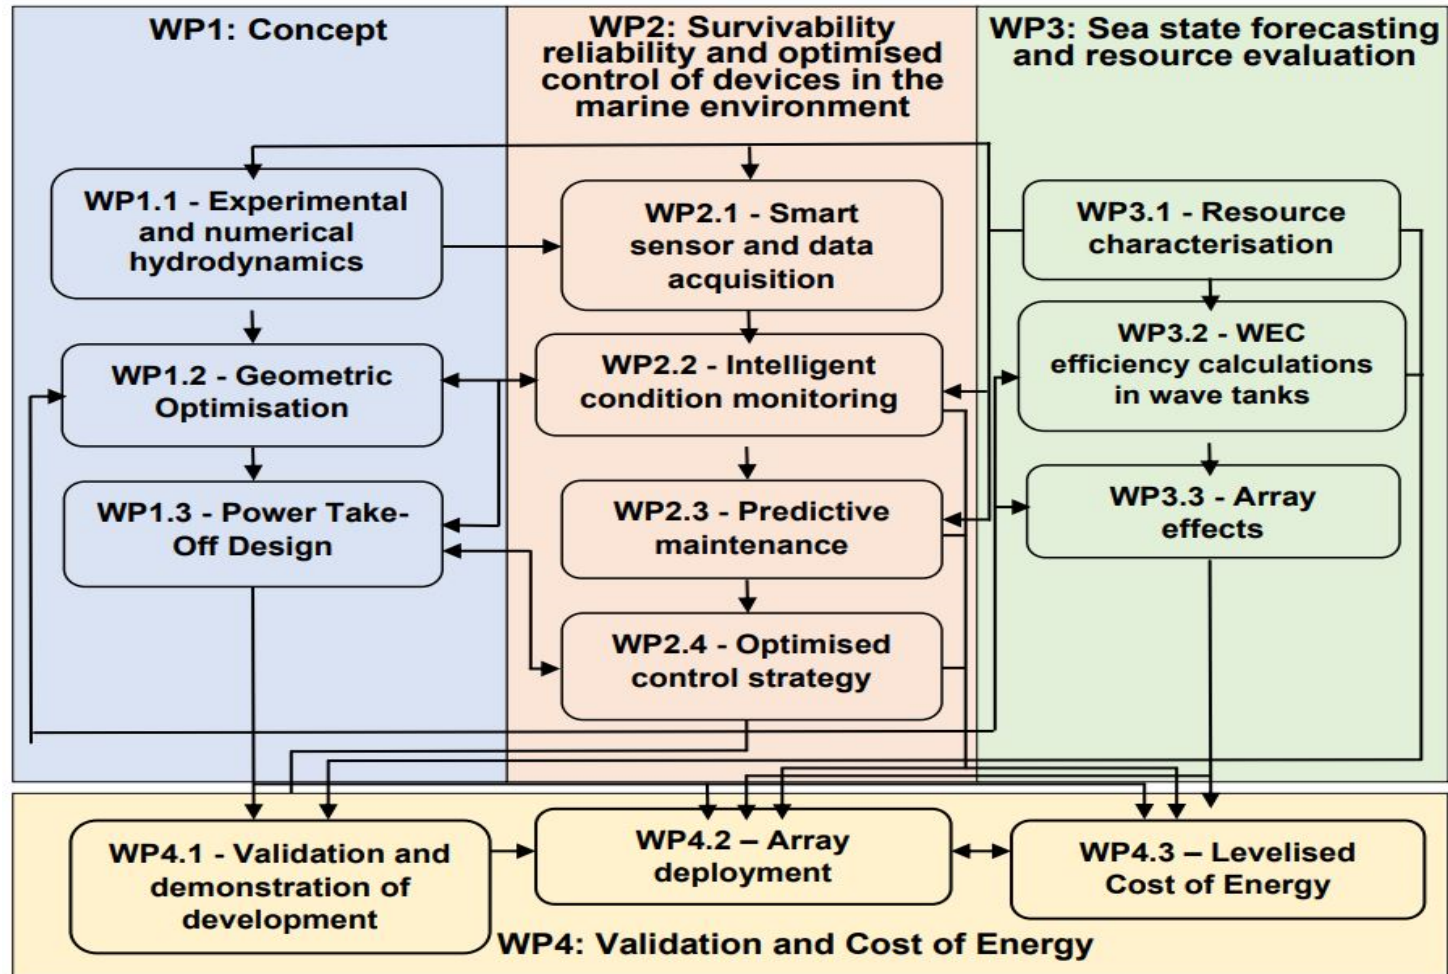 WP1: Concept
WP2: Survivability
reliability and optimised
control of devices in the
marine environment
WP3: Sea state forecasting
and resource evaluation
WP1.1 - Experimental
and numerical
hydrodynamics
WP1.2 - Geometric
Optimisation
WP1.3 - Power Take-
Off Design
WP2.1 - Smart
sensor and data
acquisition
WP2.2 - Intelligent
condition monitoring
WP2.3 - Predictive
maintenance
WP2.4 - Optimised
control strategy
WP3.1 - Resource
characterisation
WP3.2 - WEC
efficiency calculations
in wave tanks
WP3.3 - Array
effects
WP4.1 - Validation and
demonstration of
development
WP4.2 – Array
deployment
WP4.3 – Levelised
Cost of Energy
WP4: Validation and Cost of Energy